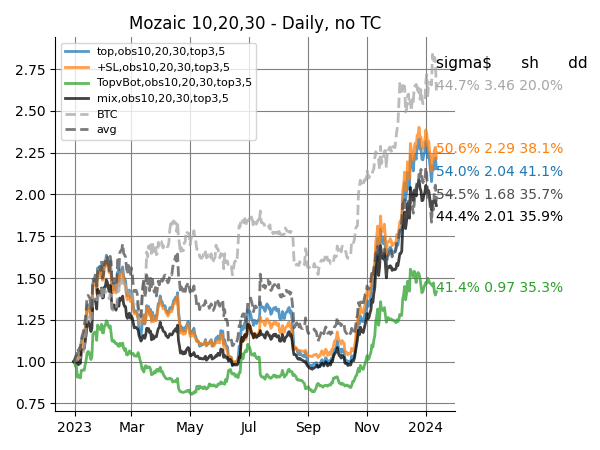 Mozaic 10,20,30 - Daily, no TC
top,obs10,20,30,top3,5
+SL,obs10,20,30,top3,5
TopvBot,obs10,20,30,top3,5
mix,obs10,20,30,top3,5
BTC
avg
sigma$ sh dd
44.7% 3.46 20.0%
50.6% 2.29 38.1%
54.0% 2.04 41.1%
54.5% 1.68 35.7%
44.4% 2.01 35.9%
41.4% 0.97 35.3%
2.75
2.50
2.25
2.00
1.75
1.50
1.25
1.00
0.75
2023 Mar May Jul Sep Nov 2024